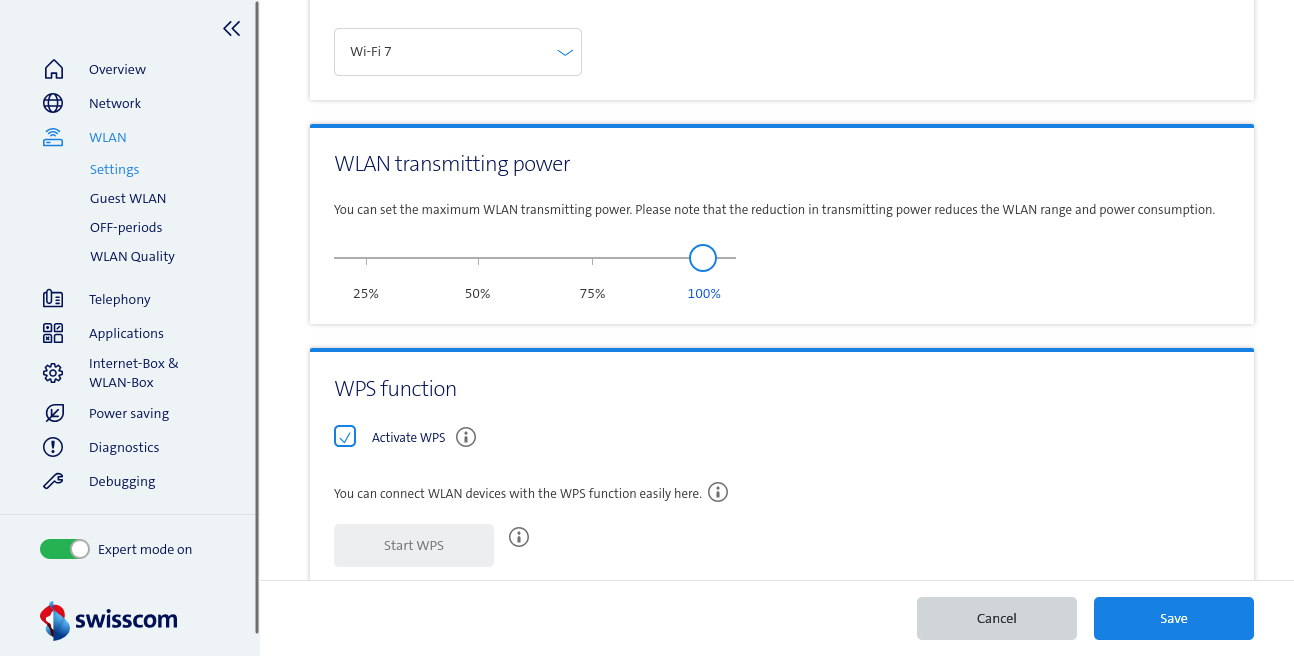 Overview
Network
WLAN
Settings
Guest WLAN
OFF-periods
WLAN Quality
Telephony
Applications
Internet-Box &
WLAN-Box
Power saving
Diagnostics
Debugging
Expert mode on
swisscom
Wi-Fi 7
WLAN transmitting power
You can set the maximum WLAN transmitting power. Please note that the reduction in transmitting power reduces the WLAN range and power consumption.
25% 50% 75% 100%
WPS function
Activate WPS
You can connect WLAN devices with the WPS function easily here.
Start WPS
Cancel Save